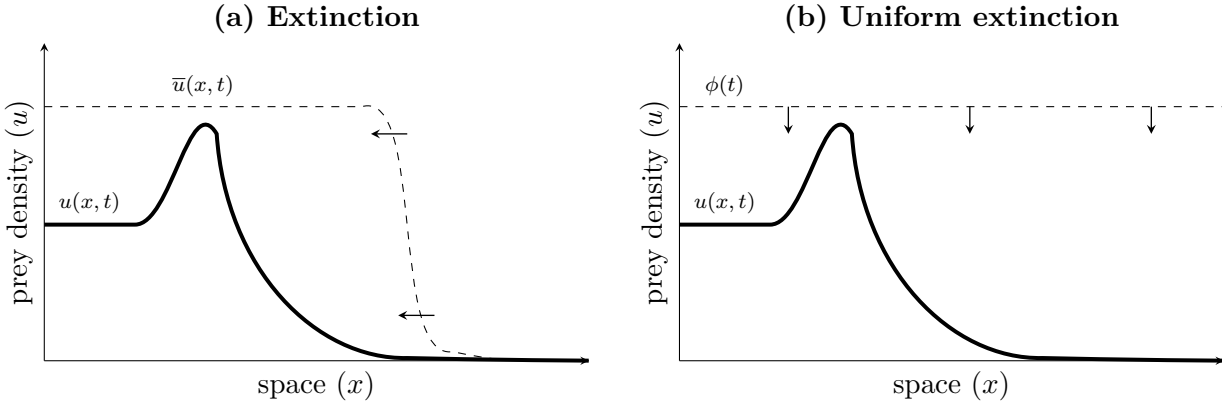 (a) Extinction
u̅(x, t)
u(x, t)
prey density (u)
space (x)
(b) Uniform extinction
ϕ(t)
u(x, t)
prey density (u)
space (x)